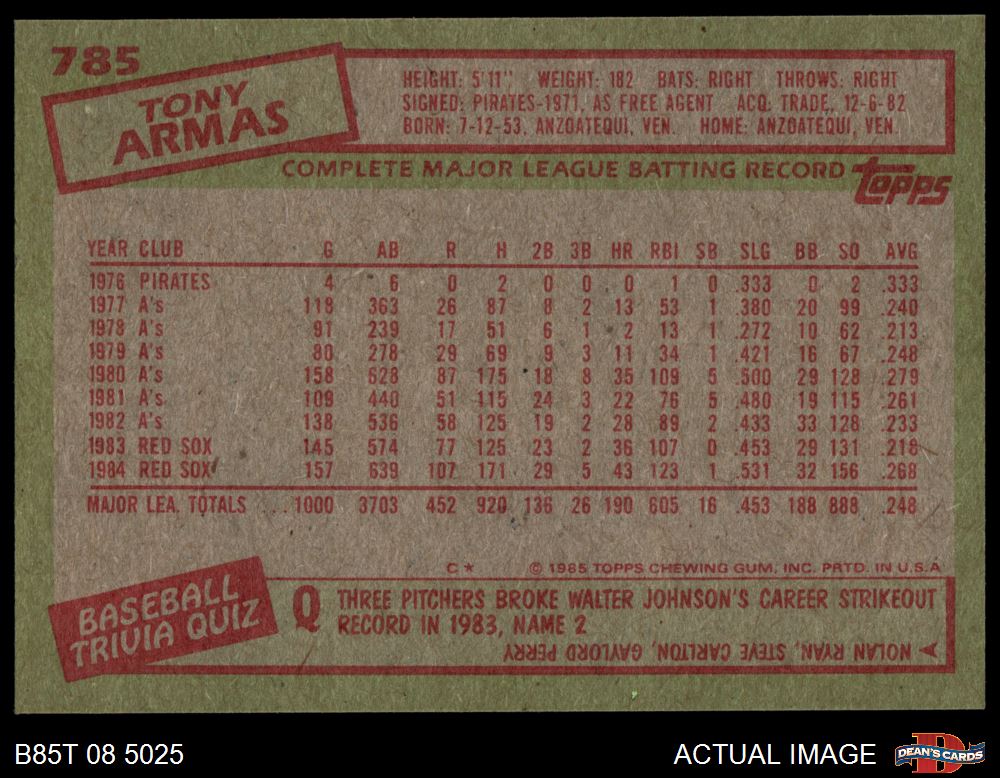 785
TONY
ARMAS
HEIGHT: 5'11" WEIGHT: 182 BATS: RIGHT THROWS: RIGHT
SIGNED: PIRATES-1971, AS FREE AGENT ACQ: TRADE, 12-6-82
BORN: 7-12-53, ANZOATEQUI, VEN. HOME: ANZOATEQUI, VEN.
COMPLETE MAJOR LEAGUE BATTING RECORD topps
YEAR CLUB G AB R H 2B 3B HR RBI SB SLG BB SO AVG
1976 PIRATES 4 6 0 2 0 0 0 1 0 .333 0 2 .333
1977 A's 118 363 26 87 8 2 13 53 1 .380 20 99 .240
1978 A's 91 239 17 51 6 1 2 13 1 .272 10 62 .213
1979 A's 80 278 29 69 9 3 11 34 1 .421 16 67 .248
1980 A's 158 628 87 175 18 8 35 109 5 .500 29 128 .279
1981 A's 109 440 51 115 24 3 22 76 5 .480 19 115 .261
1982 A's 138 536 58 125 19 2 28 89 2 .433 33 128 .233
1983 RED SOX 145 574 77 125 23 2 36 107 0 .453 29 131 .218
1984 RED SOX 157 639 107 171 29 5 43 123 1 .531 32 156 .268
MAJOR LEA. TOTALS ... 1000 3703 452 920 136 26 190 605 16 .453 188 888 .248
C* © 1985 TOPPS CHEWING GUM, INC. PRTD. IN U.S.A
BASEBALL
TRIVIA QUIZ
Q THREE PITCHERS BROKE WALTER JOHNSON'S CAREER STRIKEOUT
RECORD IN 1983, NAME 2
NOLAN RYAN, STEVE CARLTON, GAYLORD PERRY
B85T 08 5025
ACTUAL IMAGE
D
DEAN'S CARDS